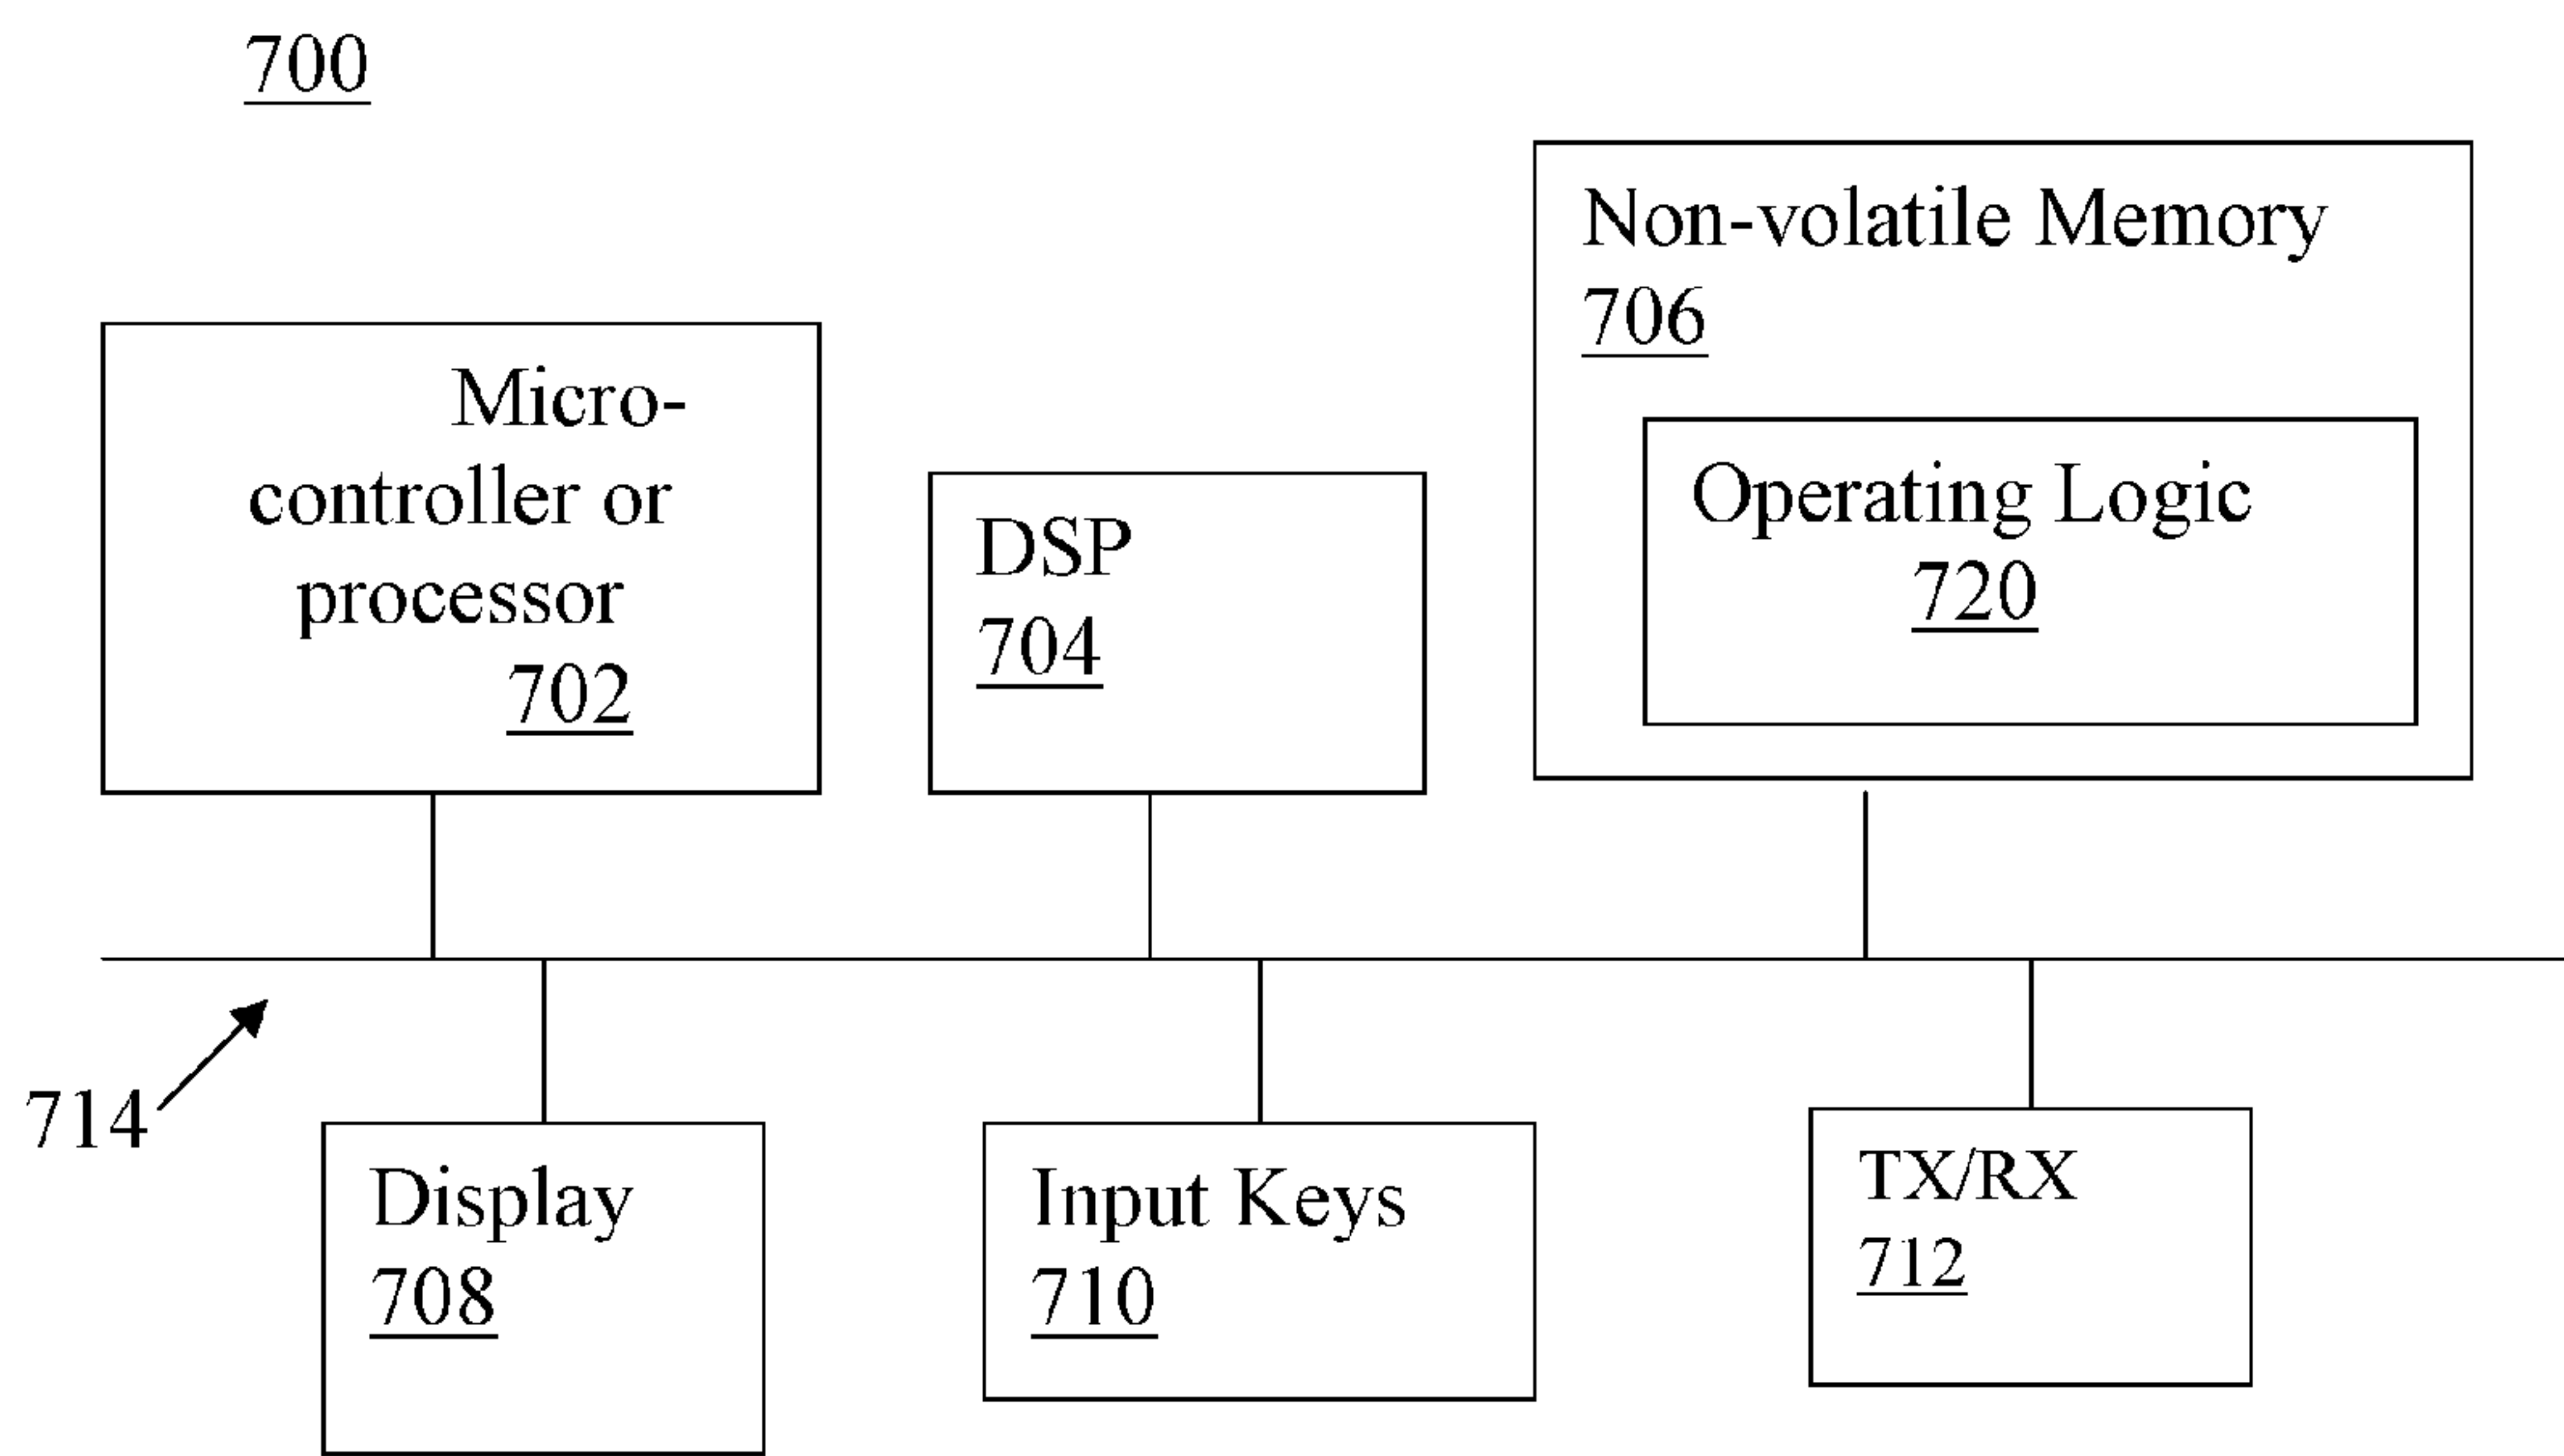 700
Micro-
controller or
processor
702
DSP
704
Non-volatile Memory
706
Operating Logic
720
714
Display
708
Input Keys
710
TX/RX
712